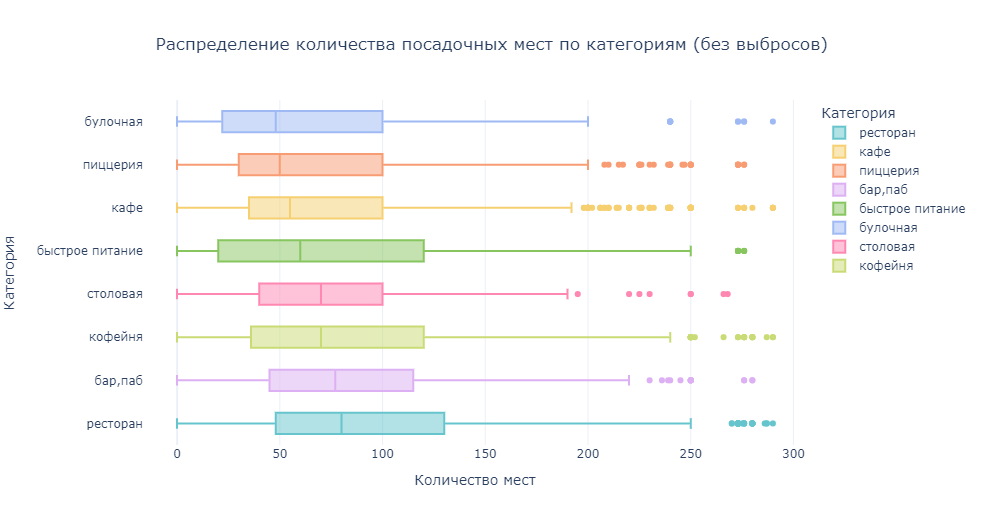 Распределение количества посадочных мест по категориям (без выбросов)
Категория
булочная
пиццерия
кафе
быстрое питание
столовая
кофейня
бар,паб
ресторан
0 50 100 150 200 250 300
Количество мест
Категория
ресторан
кафе
пиццерия
бар,паб
быстрое питание
булочная
столовая
кофейня